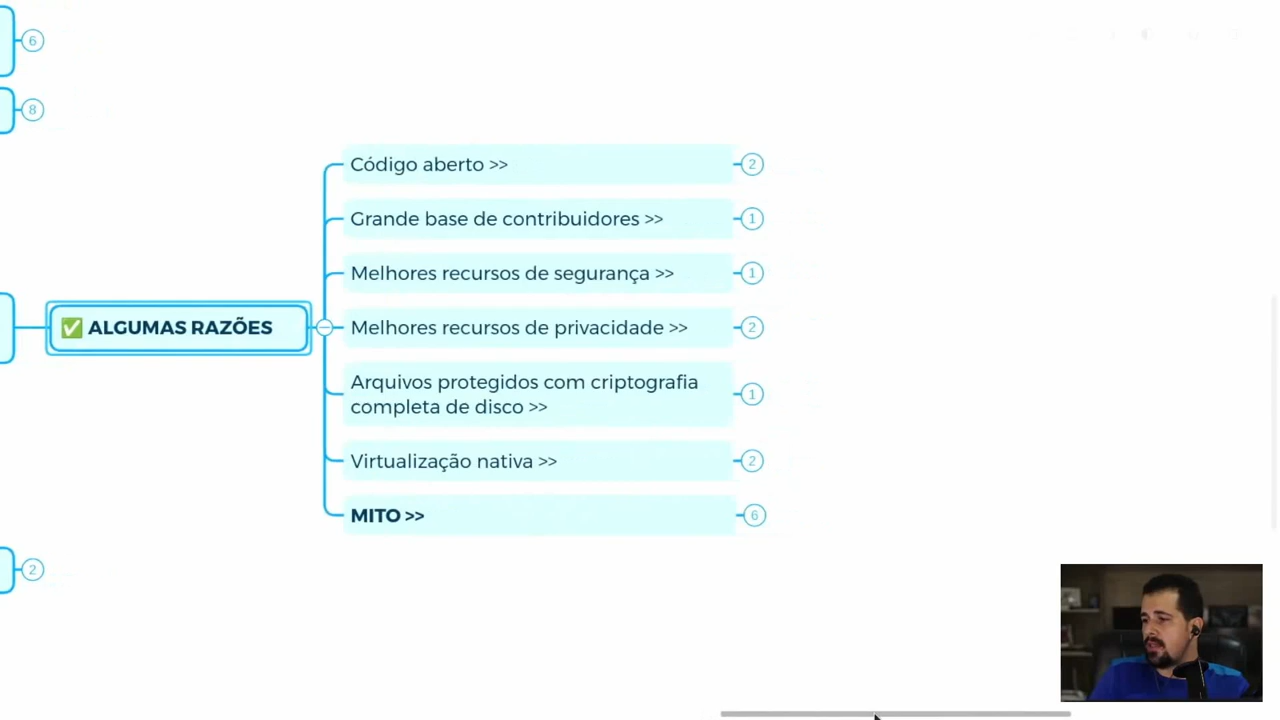 6
8
Código aberto >> 2
Grande base de contribuidores >> 1
Melhores recursos de segurança >> 1
✅ ALGUMAS RAZÕES
Melhores recursos de privacidade >> 2
Arquivos protegidos com criptografia
completa de disco >> 1
Virtualização nativa >> 2
MITO >> 6
2